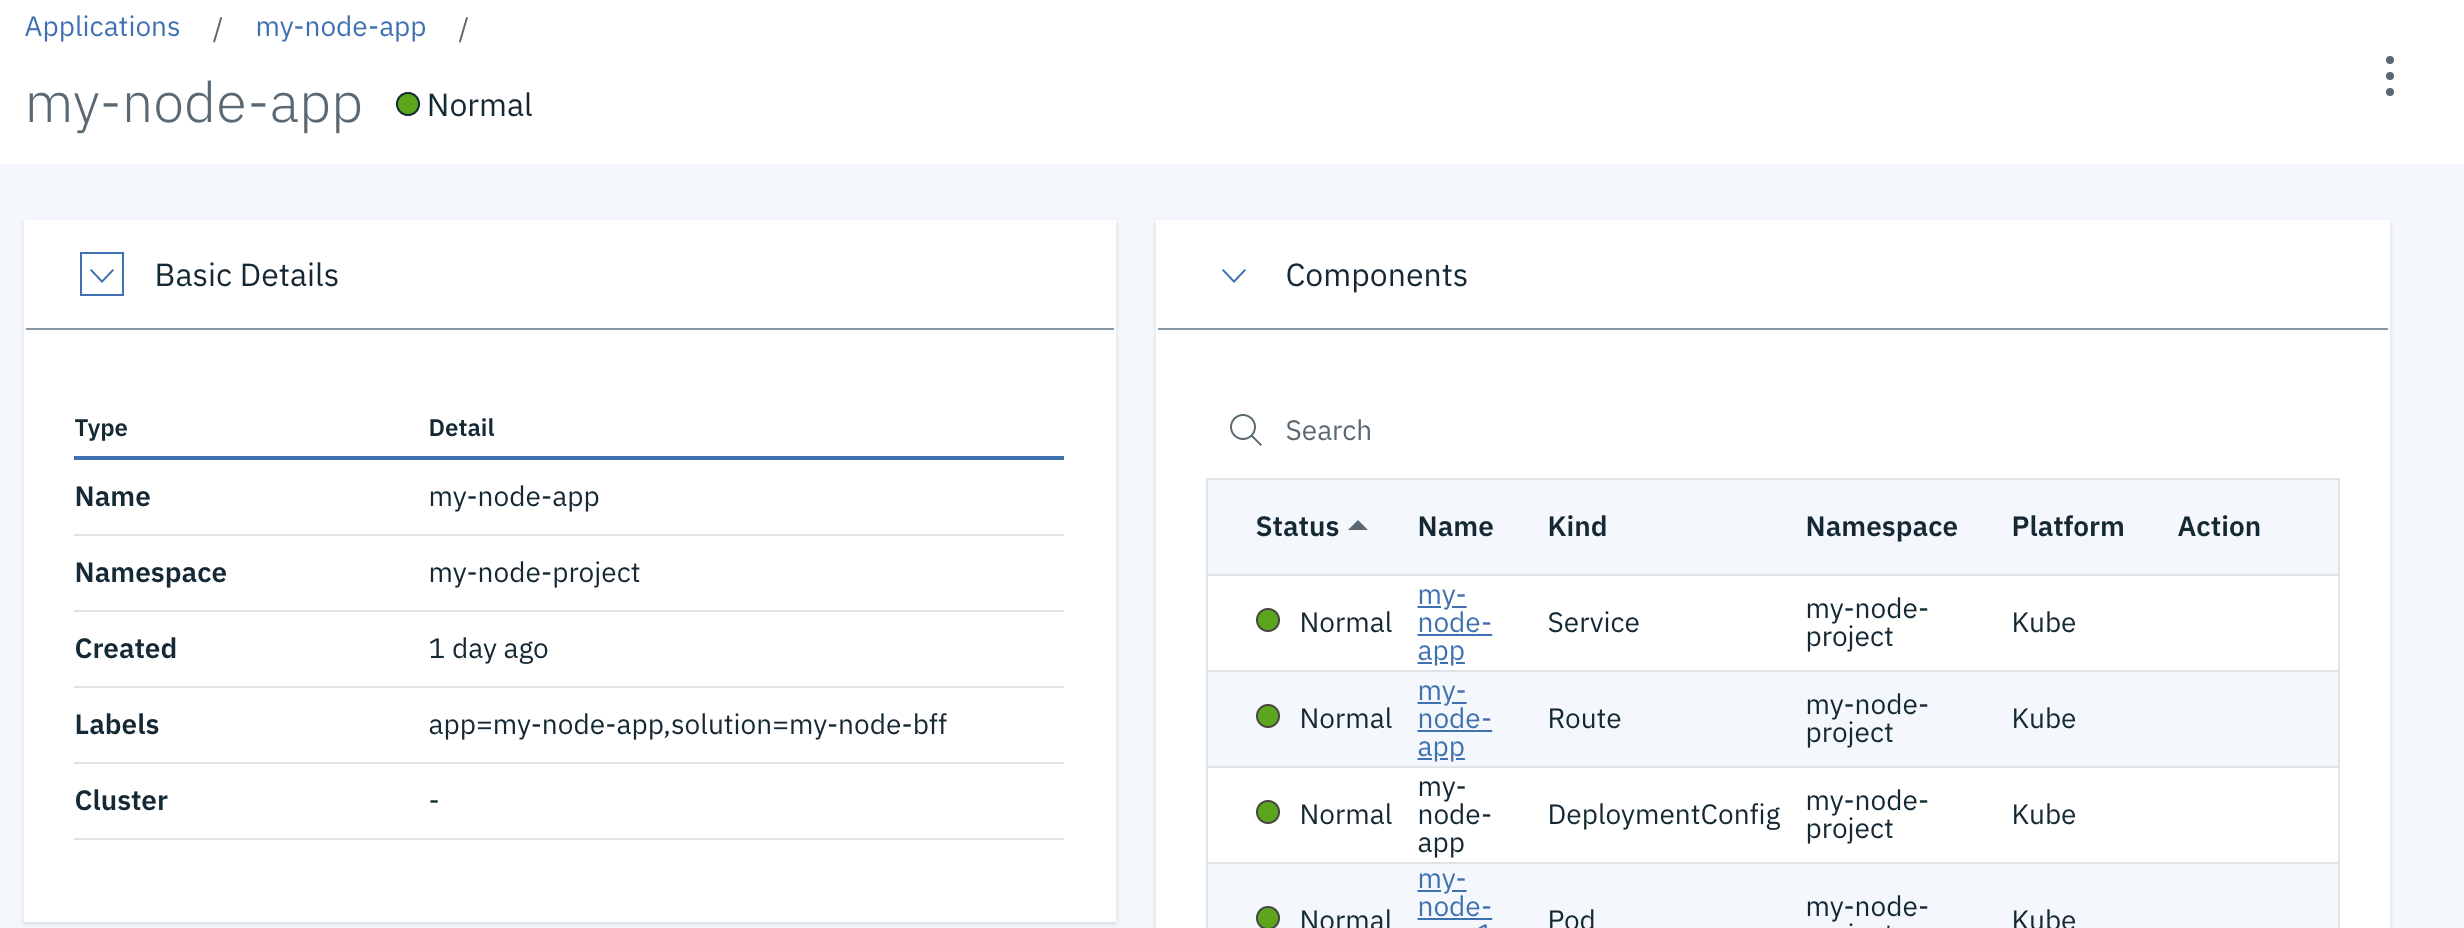 Applications / my-node-app /
my-node-app Normal
Basic Details
Type Detail
Name my-node-app
Namespace my-node-project
Created 1 day ago
Labels app=my-node-app,solution=my-node-bff
Cluster -
Components
Search
Status Name Kind Namespace Platform Action
my-
node-
app
Normal Service my-node-
project Kube
my-
node-
app
Normal Route my-node-
project Kube
my-
node-
app
Normal DeploymentConfig my-node-
project Kube
my-
node-
Normal Pod my-node-
Kube